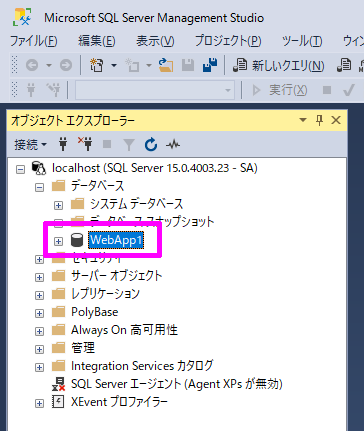 Microsoft SQL Server Management Studio
ファイル(F) 編集(E) 表示(V) プロジェクト(P) ツール(T) ウィン
新しいクエリ(N)
実行(X)
オブジェクト エクスプローラー
接続
localhost (SQL Server 15.0.4003.23 - SA)
データベース
システム データベース
データベース スナップショット
WebApp1
セキュリティ
サーバー オブジェクト
レプリケーション
PolyBase
Always On 高可用性
管理
Integration Services カタログ
SQL Server エージェント (Agent XPs が無効)
XEvent プロファイラー